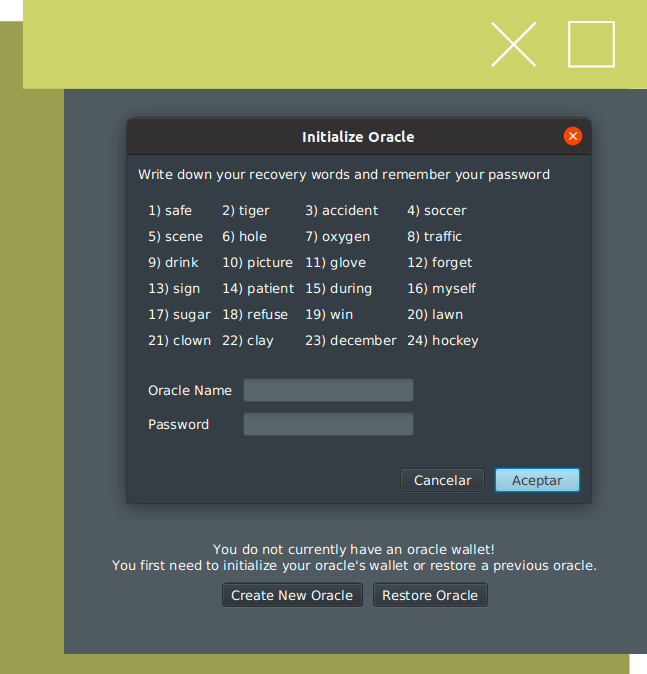 Initialize Oracle
Write down your recovery words and remember your password
1) safe 2) tiger 3) accident 4) soccer
5) scene 6) hole 7) oxygen 8) traffic
9) drink 10) picture 11) glove 12) forget
13) sign 14) patient 15) during 16) myself
17) sugar 18) refuse 19) win 20) lawn
21) clown 22) clay 23) december 24) hockey
Oracle Name
Password
Cancelar Aceptar
You do not currently have an oracle wallet!
You first need to initialize your oracle's wallet or restore a previous oracle.
Create New Oracle Restore Oracle